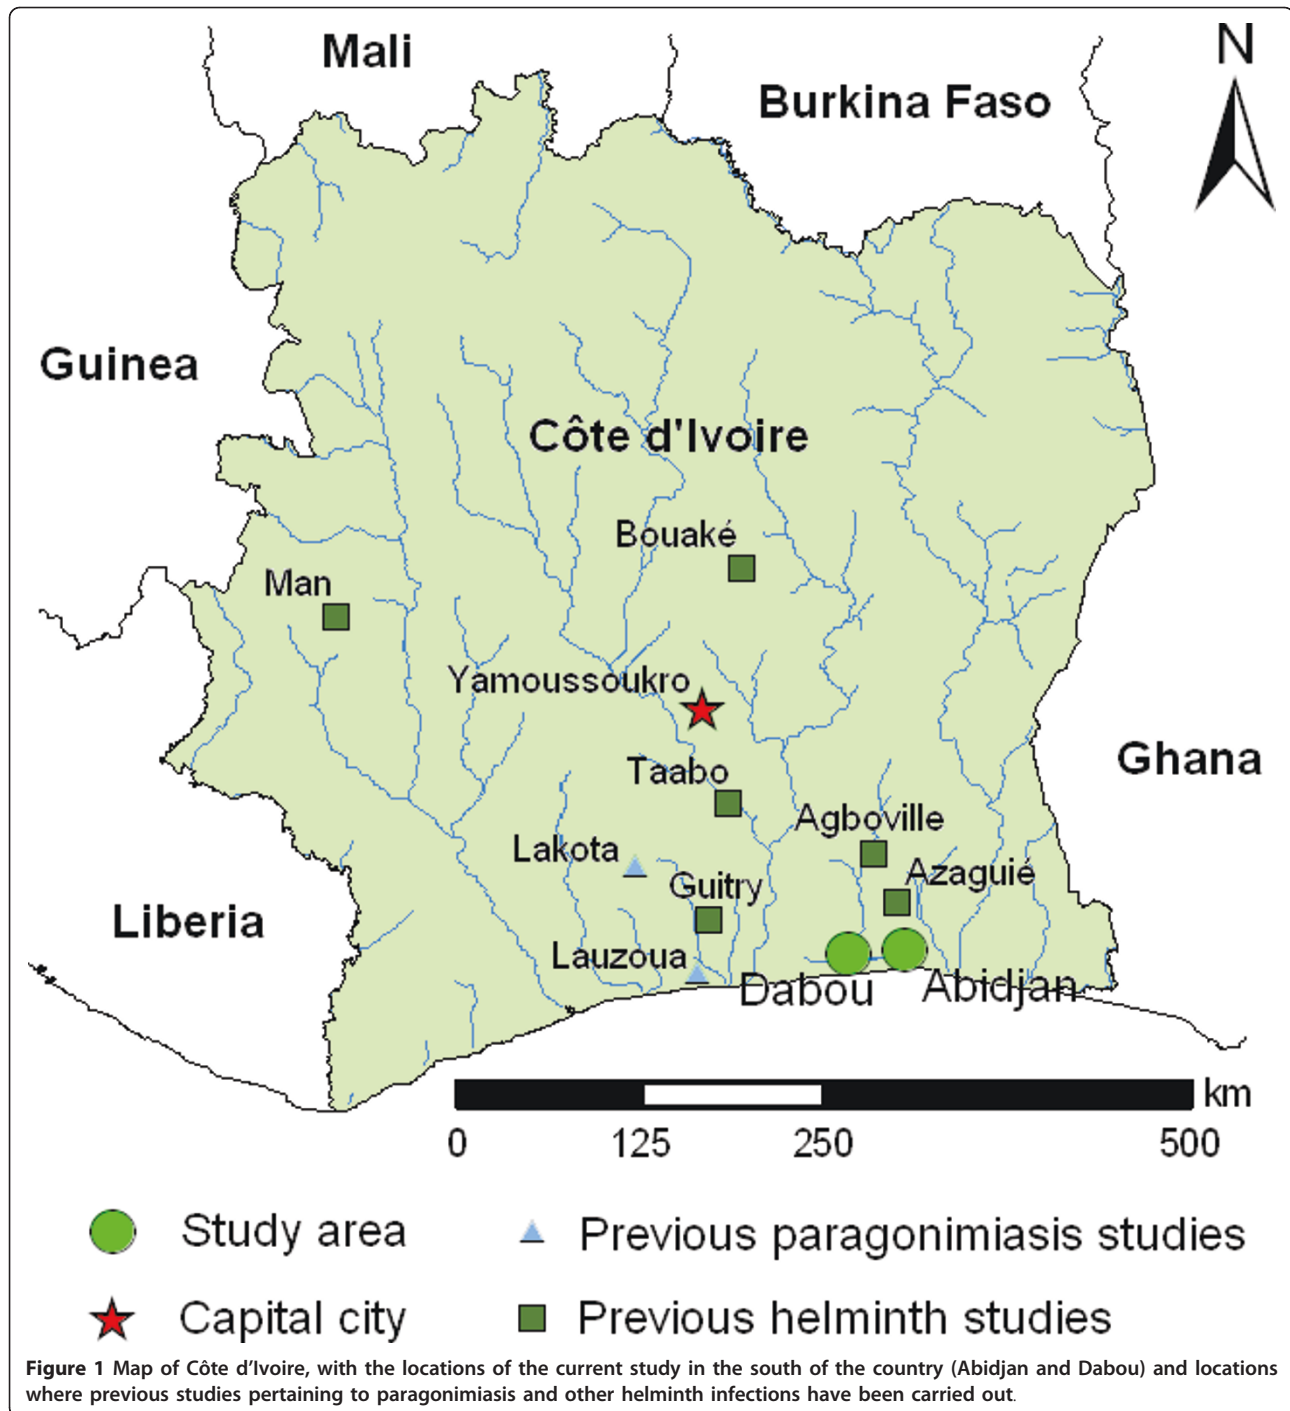 Mali
N
Burkina Faso
Guinea
Côte d'Ivoire
Bouaké
Man
Yamoussoukro
Ghana
Taabo
Agboville
Lakota
Azaguié
Guitry
Liberia
Lauzoua
Dabou
Abidjan
km
0 125 250 500
Study area
Previous paragonimiasis studies
Capital city
Previous helminth studies
Figure 1 Map of Côte d'Ivoire, with the locations of the current study in the south of the country (Abidjan and Dabou) and locations
where previous studies pertaining to paragonimiasis and other helminth infections have been carried out.